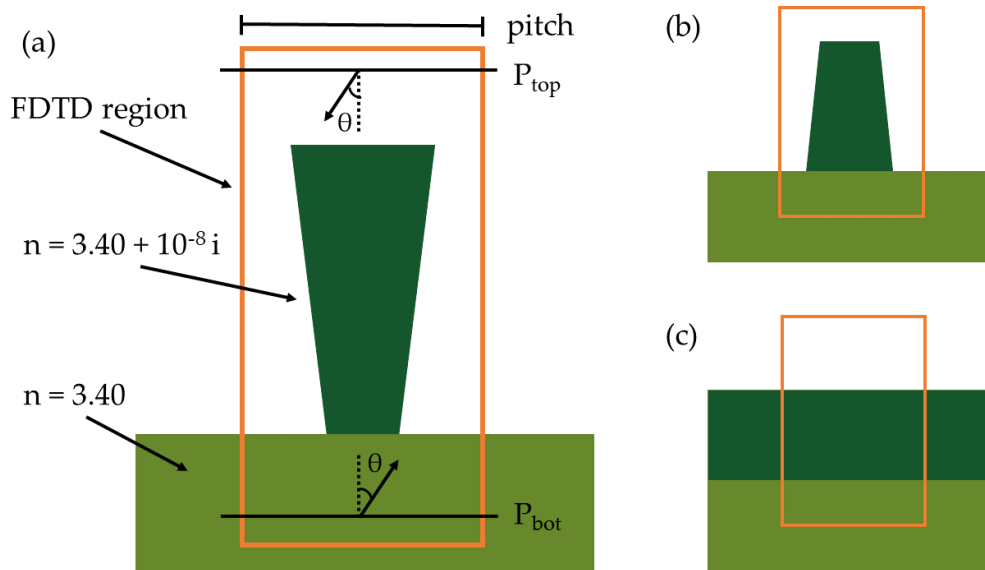 (a)
pitch
P_top
θ
FDTD region
n = 3.40 + 10^-8 i
n = 3.40
θ
P_bot
(b)
(c)